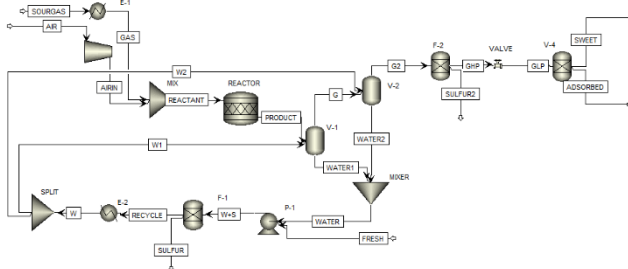 E-1
SOURGAS
AIR
GAS
W2
AIRIN
MIX
REACTANT
REACTOR
PRODUCT
G
V-1
V-2
G2
F-2
GHP
VALVE
GLP
V-4
SWEET
ADSORBED
SULFUR2
WATER2
WATER1
W1
MIXER
SPLIT
W
E-2
RECYCLE
F-1
W+S
P-1
WATER
SULFUR
FRESH